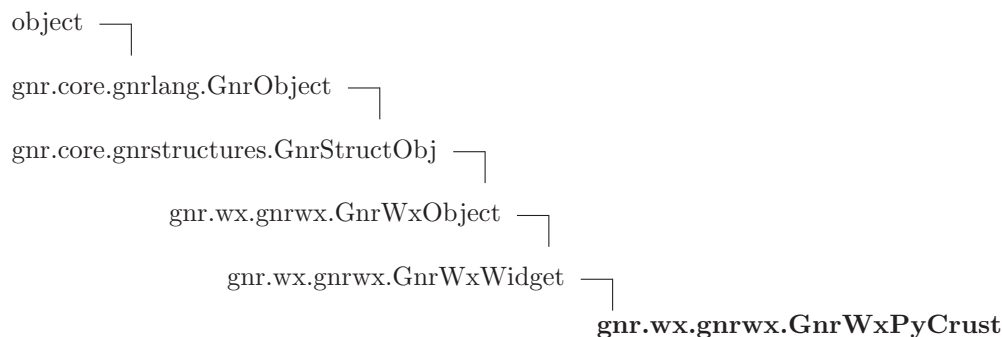 object
gnr.core.gnrlang.GnrObject
gnr.core.gnrstructures.GnrStructObj
gnr.wx.gnrwx.GnrWxObject
gnr.wx.gnrwx.GnrWxWidget
gnr.wx.gnrwx.GnrWxPyCrust